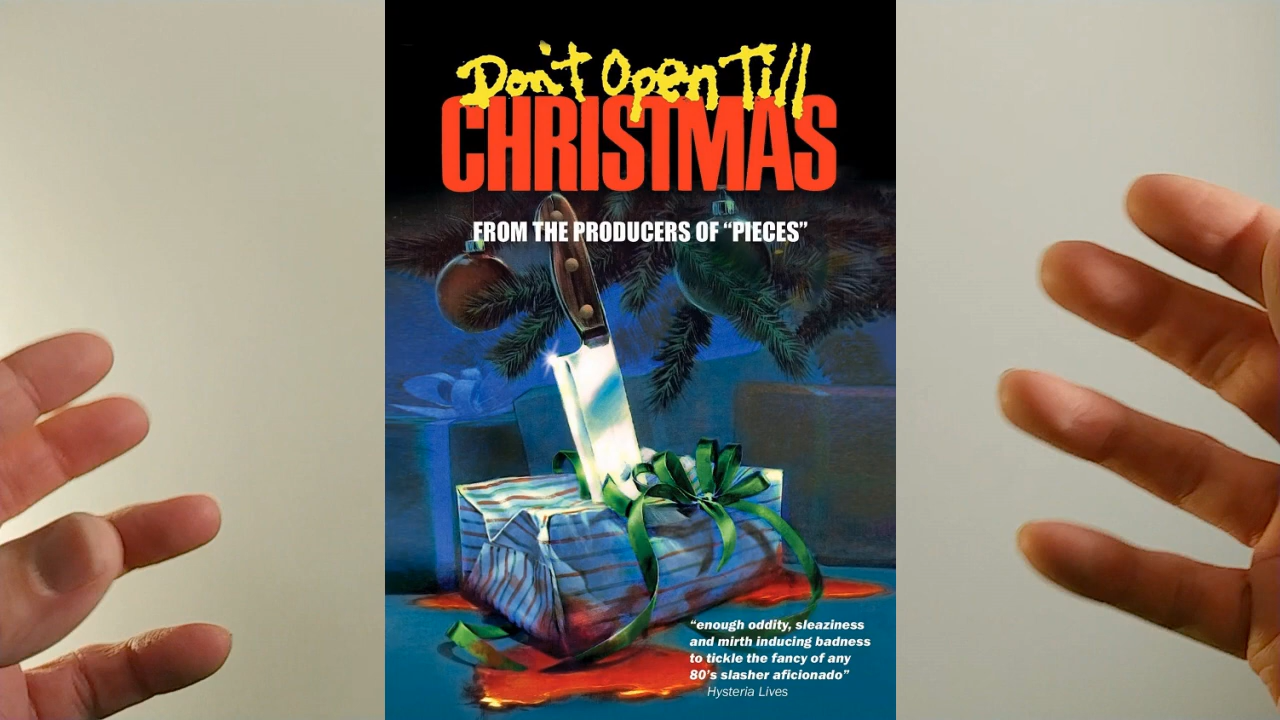 Don't Open Till
CHRISTMAS
FROM THE PRODUCERS OF “PIECES”
“enough oddity, sleaziness
and mirth inducing badness
to tickle the fancy of any
80's slasher aficionado”
Hysteria Lives